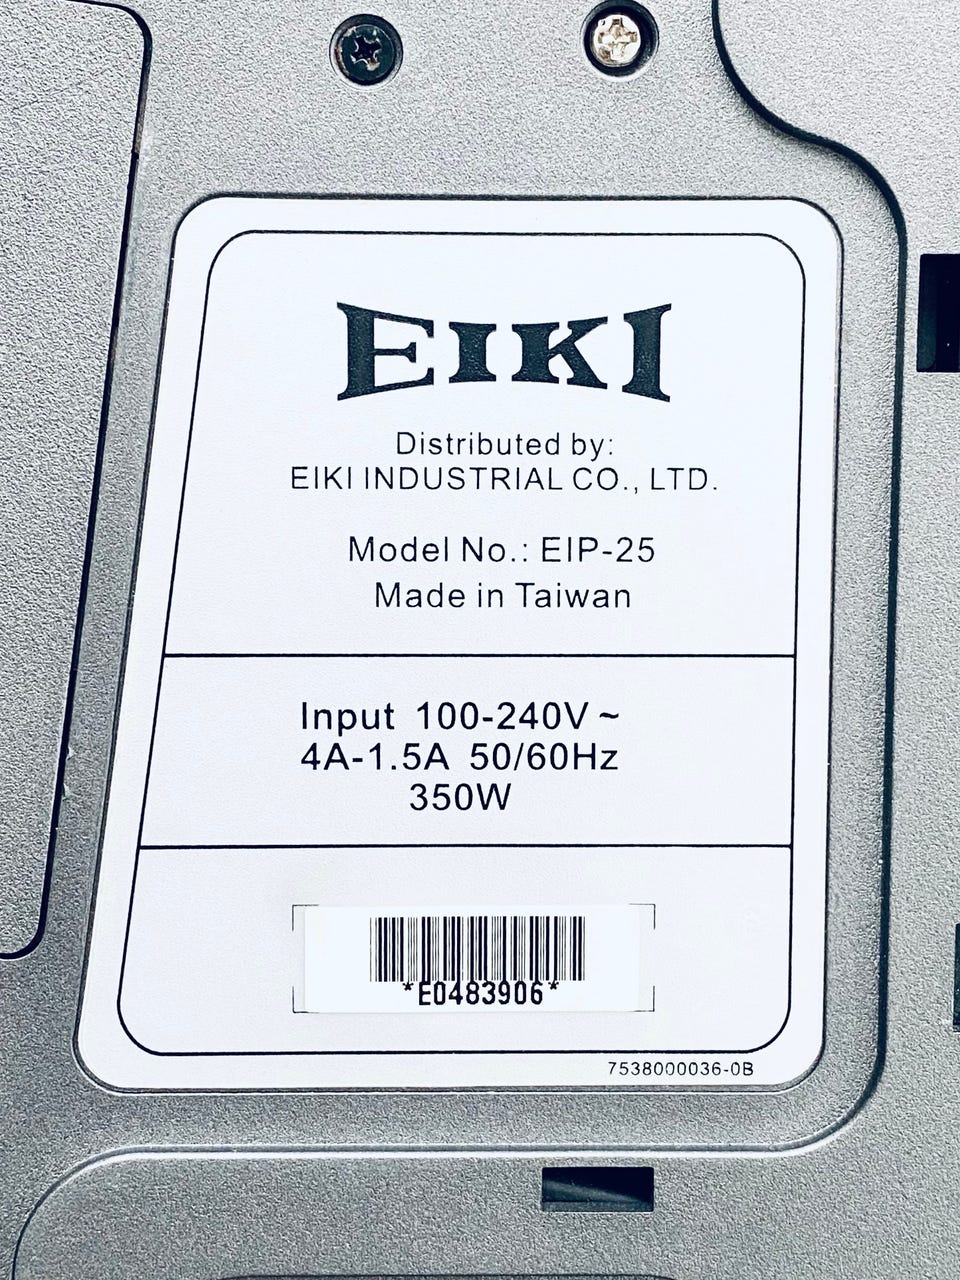 EIKI
Distributed by:
EIKI INDUSTRIAL CO., LTD.
Model No.: EIP-25
Made in Taiwan
Input 100-240V ~
4A-1.5A 50/60Hz
350W
*E0483906*
7538000036-0B